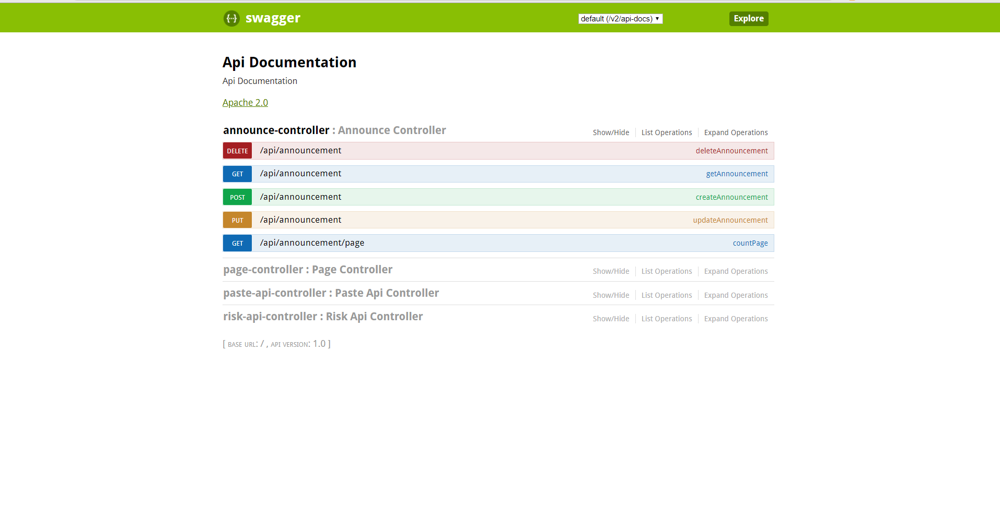 swagger default (/v2/api-docs) Explore
Api Documentation
Api Documentation
Apache 2.0
announce-controller : Announce Controller Show/Hide List Operations Expand Operations
DELETE /api/announcement deleteAnnouncement
GET /api/announcement getAnnouncement
POST /api/announcement createAnnouncement
PUT /api/announcement updateAnnouncement
GET /api/announcement/page countPage
page-controller : Page Controller Show/Hide List Operations Expand Operations
paste-api-controller : Paste Api Controller Show/Hide List Operations Expand Operations
risk-api-controller : Risk Api Controller Show/Hide List Operations Expand Operations
[ BASE URL: / , API VERSION: 1.0 ]